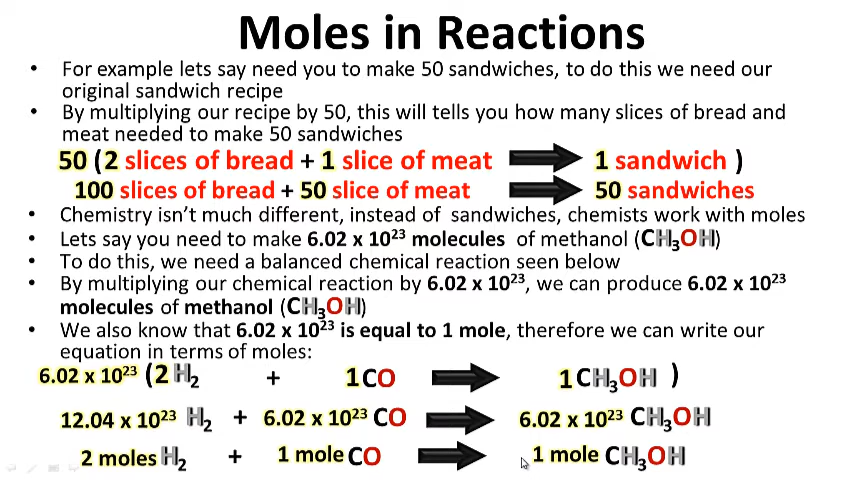 Moles in Reactions
• For example lets say need you to make 50 sandwiches, to do this we need our
original sandwich recipe
• By multiplying our recipe by 50, this will tells you how many slices of bread and
meat needed to make 50 sandwiches
50 (2 slices of bread + 1 slice of meat → 1 sandwich )
100 slices of bread + 50 slice of meat → 50 sandwiches
• Chemistry isn't much different, instead of sandwiches, chemists work with moles
• Lets say you need to make 6.02 x 10²³ molecules of methanol (CH₃OH)
• To do this, we need a balanced chemical reaction seen below
• By multiplying our chemical reaction by 6.02 x 10²³, we can produce 6.02 x 10²³
molecules of methanol (CH₃OH)
• We also know that 6.02 x 10²³ is equal to 1 mole, therefore we can write our
equation in terms of moles:
6.02 x 10²³ (2 H₂ + 1CO → 1CH₃OH )
12.04 x 10²³ H₂ + 6.02 x 10²³ CO → 6.02 x 10²³ CH₃OH
2 moles H₂ + 1 mole CO → 1 mole CH₃OH